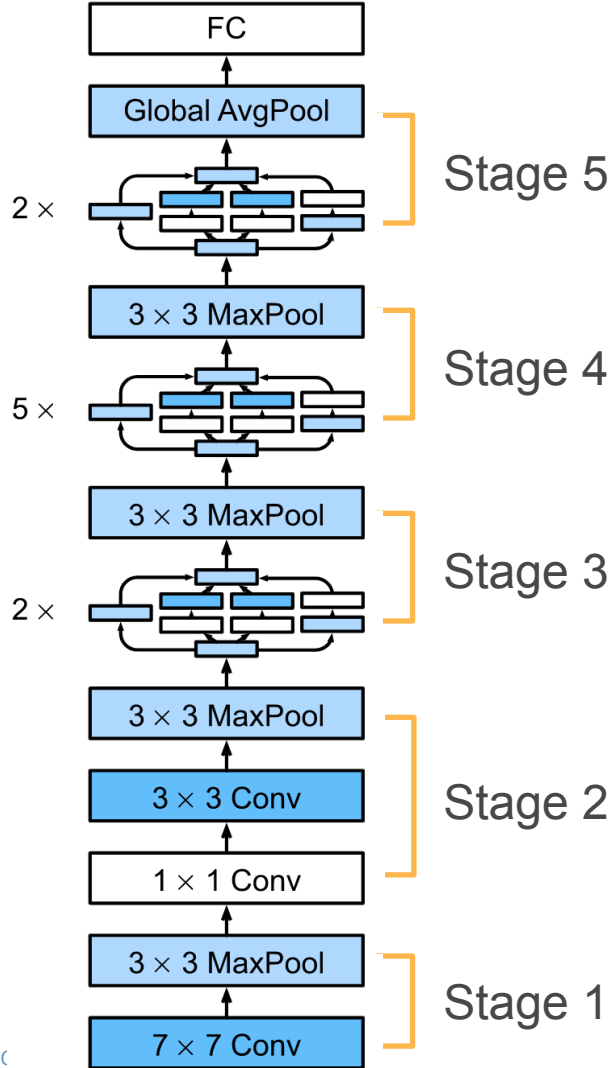 FC
Global AvgPool
Stage 5
2 ×
3 × 3 MaxPool
Stage 4
5 ×
3 × 3 MaxPool
Stage 3
2 ×
3 × 3 MaxPool
3 × 3 Conv
Stage 2
1 × 1 Conv
3 × 3 MaxPool
Stage 1
7 × 7 Conv